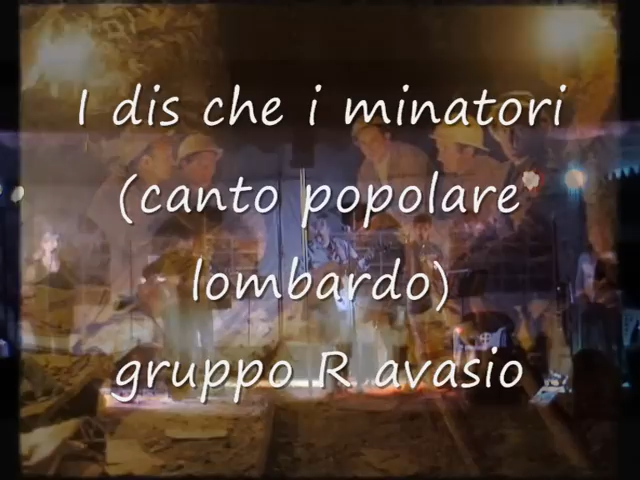 I dis che i minatori
(canto popolare
lombardo)
gruppo R avasio